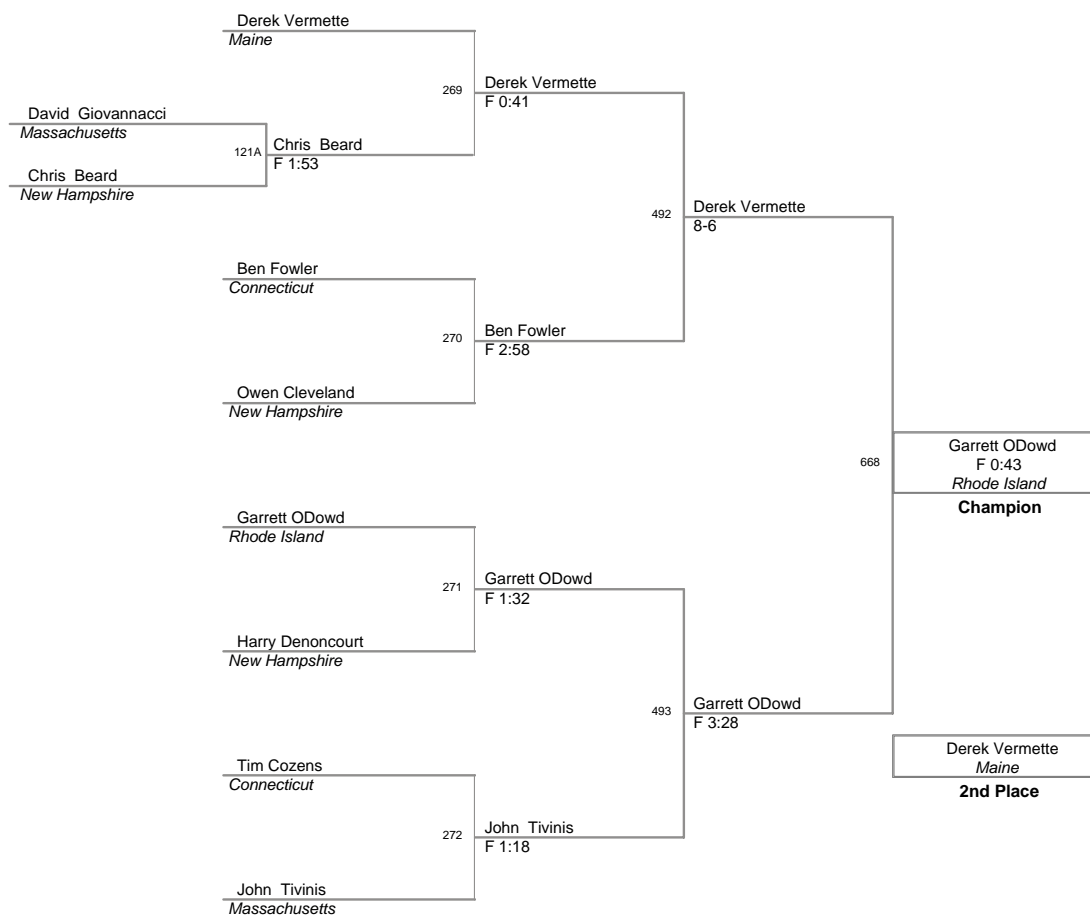 Derek Vermette
Maine
269
Derek Vermette
F 0:41
David Giovannacci
Massachusetts
121A
Chris Beard
F 1:53
Chris Beard
New Hampshire
492
Derek Vermette
8-6
Ben Fowler
Connecticut
270
Ben Fowler
F 2:58
Owen Cleveland
New Hampshire
668
Garrett ODowd
F 0:43
Rhode Island
Champion
Garrett ODowd
Rhode Island
271
Garrett ODowd
F 1:32
Harry Denoncourt
New Hampshire
493
Garrett ODowd
F 3:28
Derek Vermette
Maine
2nd Place
Tim Cozens
Connecticut
272
John Tivinis
F 1:18
John Tivinis
Massachusetts